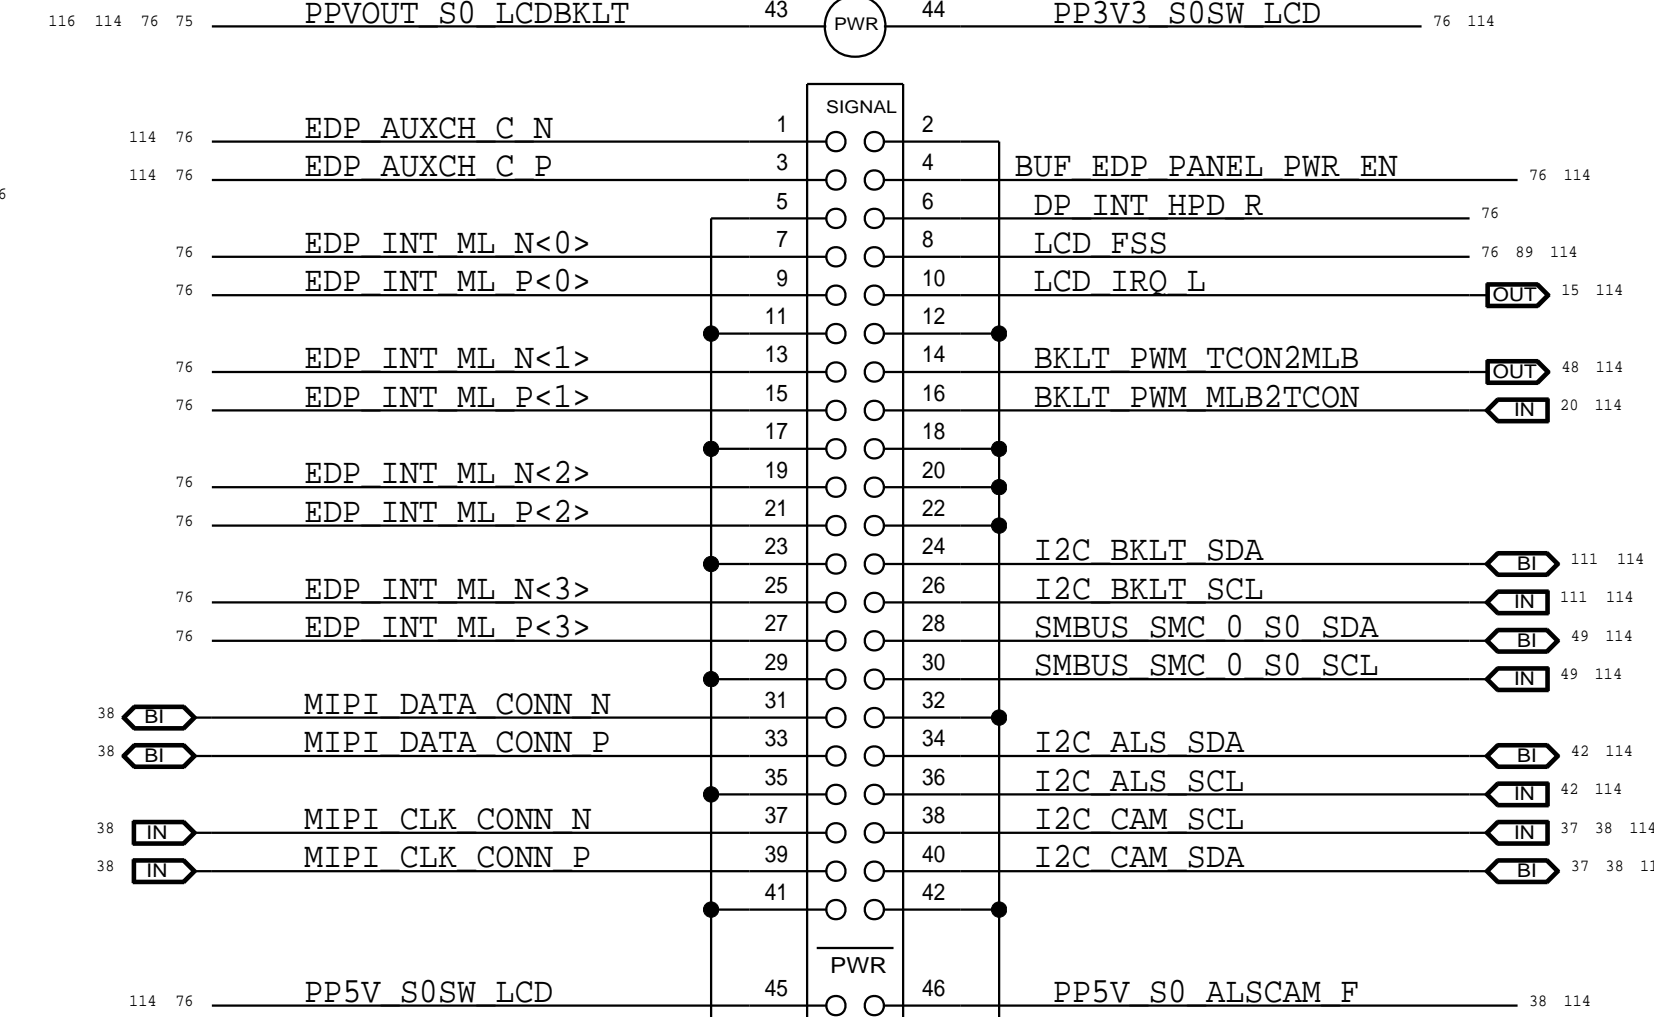 116 114 76 75 PPVOUT_S0_LCDBKLT 43 PWR 44 PP3V3_S0SW_LCD 76 114
SIGNAL
114 76 EDP_AUXCH_C_N 1 2
114 76 EDP_AUXCH_C_P 3 4 BUF_EDP_PANEL_PWR_EN 76 114
6 5 6 DP_INT_HPD_R 76
76 EDP_INT_ML_N<0> 7 8 LCD_FSS 76 89 114
76 EDP_INT_ML_P<0> 9 10 LCD_IRQ_L OUT 15 114
11 12
76 EDP_INT_ML_N<1> 13 14 BKLT_PWM_TCON2MLB OUT 48 114
76 EDP_INT_ML_P<1> 15 16 BKLT_PWM_MLB2TCON IN 20 114
17 18
76 EDP_INT_ML_N<2> 19 20
76 EDP_INT_ML_P<2> 21 22
23 24 I2C_BKLT_SDA BI 111 114
76 EDP_INT_ML_N<3> 25 26 I2C_BKLT_SCL IN 111 114
76 EDP_INT_ML_P<3> 27 28 SMBUS_SMC_0_S0_SDA BI 49 114
29 30 SMBUS_SMC_0_S0_SCL IN 49 114
38 BI MIPI_DATA_CONN_N 31 32
38 BI MIPI_DATA_CONN_P 33 34 I2C_ALS_SDA BI 42 114
35 36 I2C_ALS_SCL IN 42 114
38 IN MIPI_CLK_CONN_N 37 38 I2C_CAM_SCL IN 37 38 114
38 IN MIPI_CLK_CONN_P 39 40 I2C_CAM_SDA BI 37 38 11
41 42
PWR
114 76 PP5V_S0SW_LCD 45 46 PP5V_S0_ALSCAM_F 38 114